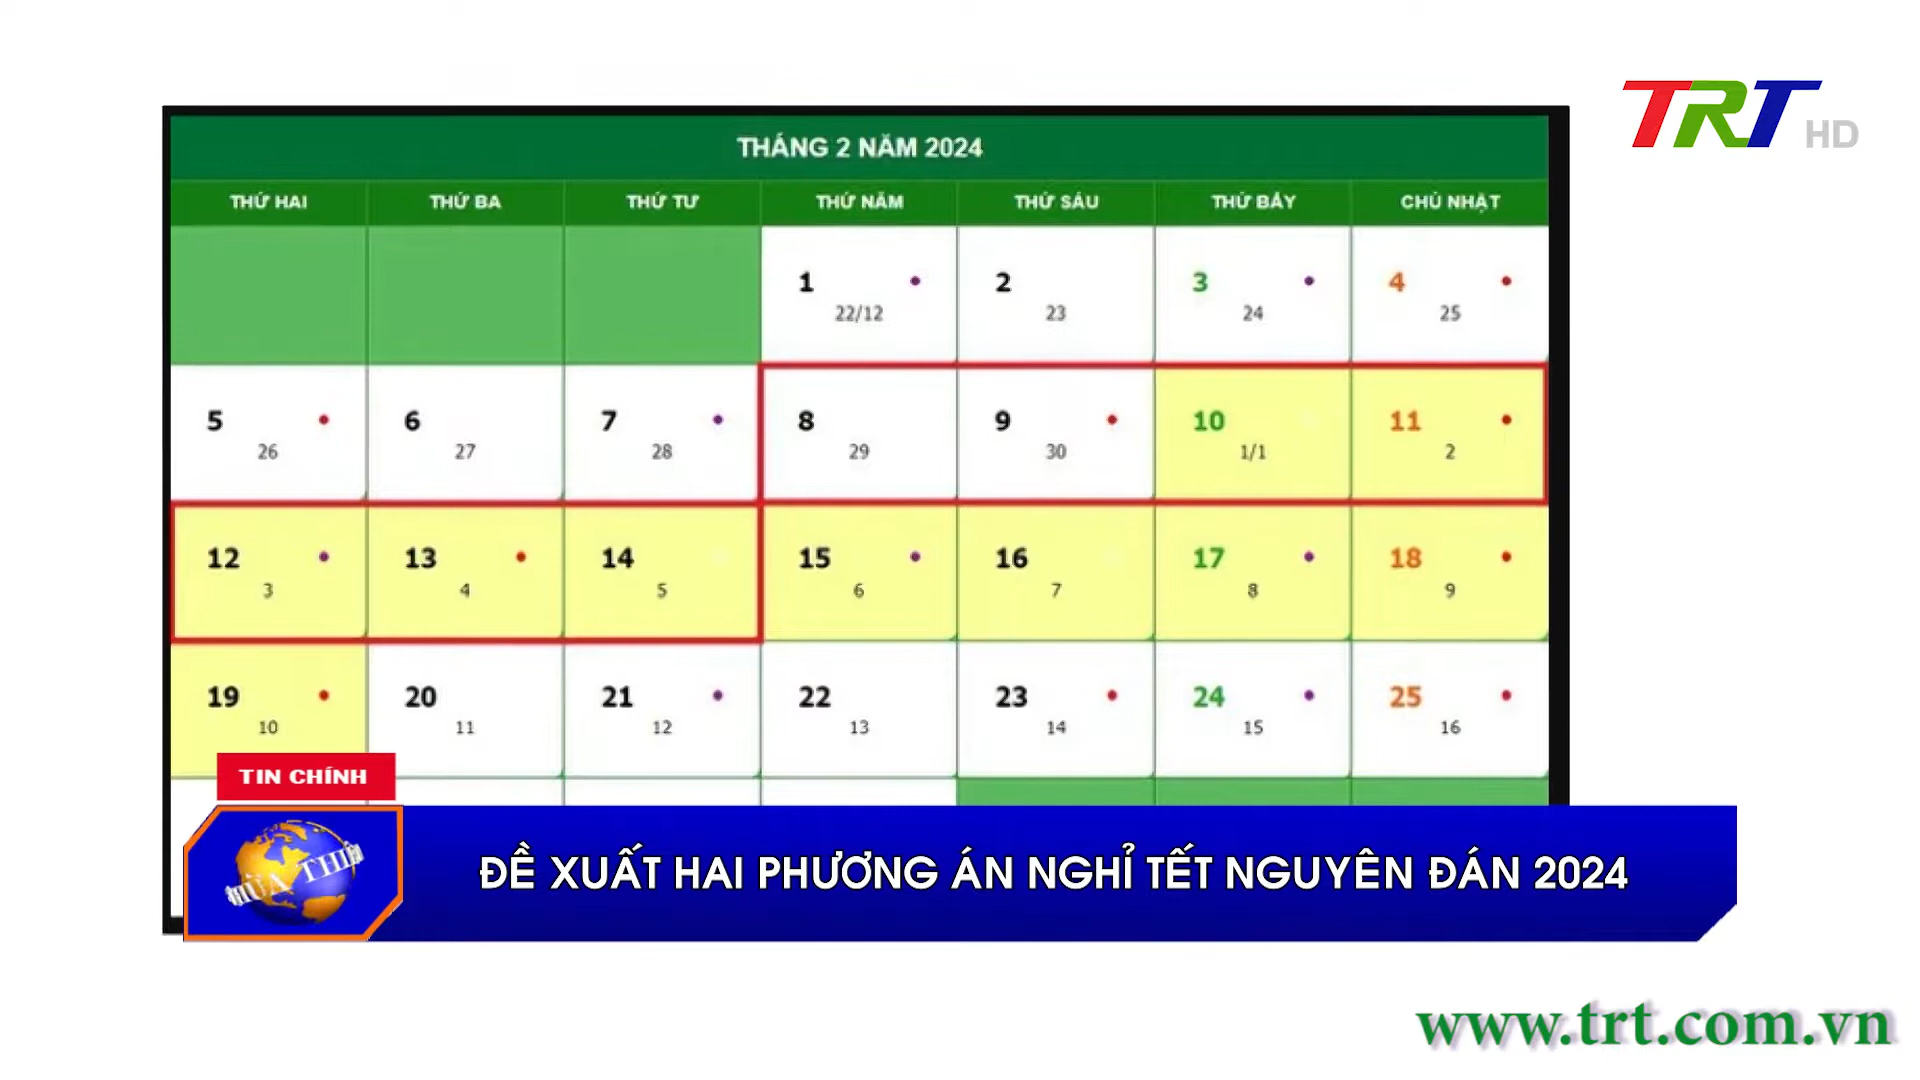 TRT HD
THÁNG 2 NĂM 2024
THỨ HAI THỨ BA THỨ TƯ THỨ NĂM THỨ SÁU THỨ BẢY CHỦ NHẬT
1 2 3 4
22/12 23 24 25
5 6 7 8 9 10 11
26 27 28 29 30 1/1 2
12 13 14 15 16 17 18
3 4 5 6 7 8 9
19 20 21 22 23 24 25
10 11 12 13 14 15 16
TIN CHÍNH
ĐỀ XUẤT HAI PHƯƠNG ÁN NGHỈ TẾT NGUYÊN ĐÁN 2024
www.trt.com.vn